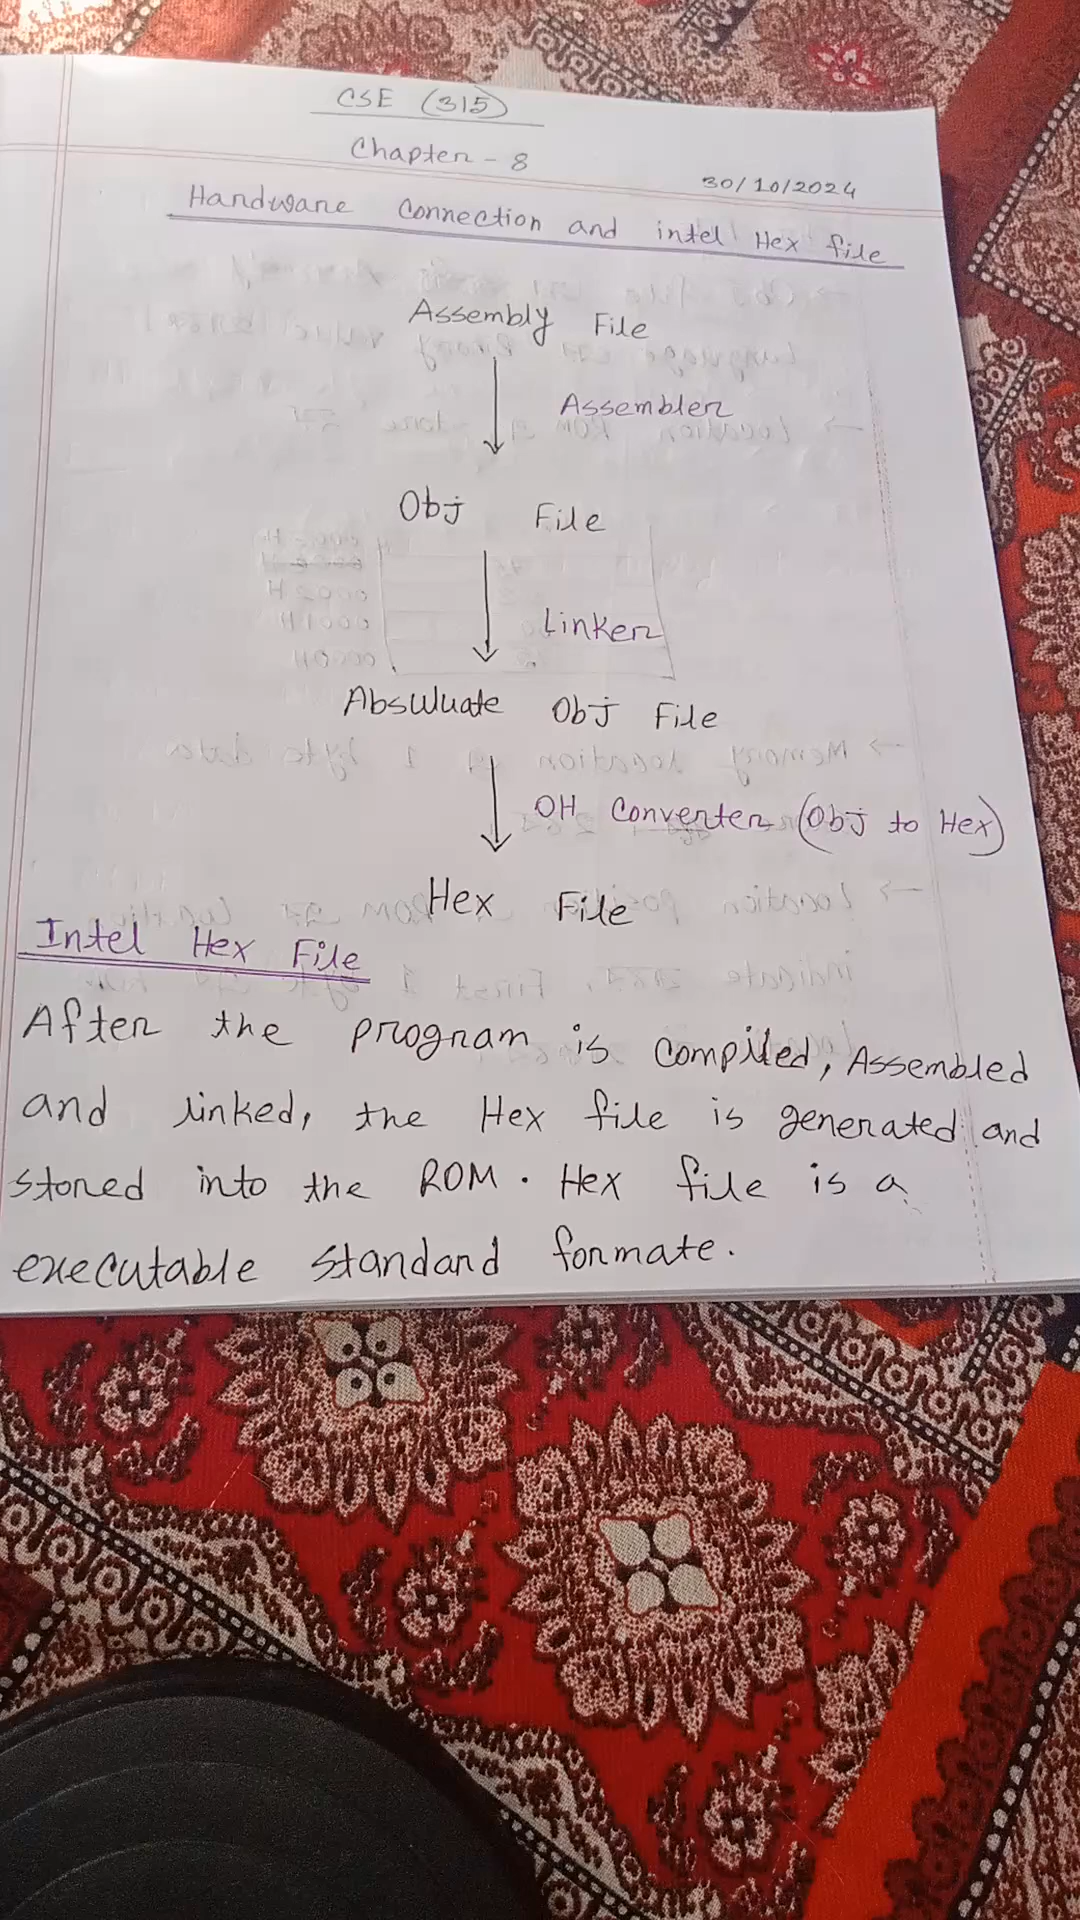 CSE (315)
Chapter - 8
30/10/2024
Hardware Connection and intel Hex file
Assembly File
Assembler
Obj File
Linker
Abswluate Obj File
OH Converter (Obj to Hex)
Hex File
Intel Hex File
After the program is compiled, Assembled
and linked, the Hex file is generated and
stored into the ROM. Hex file is a
executable standard formate.